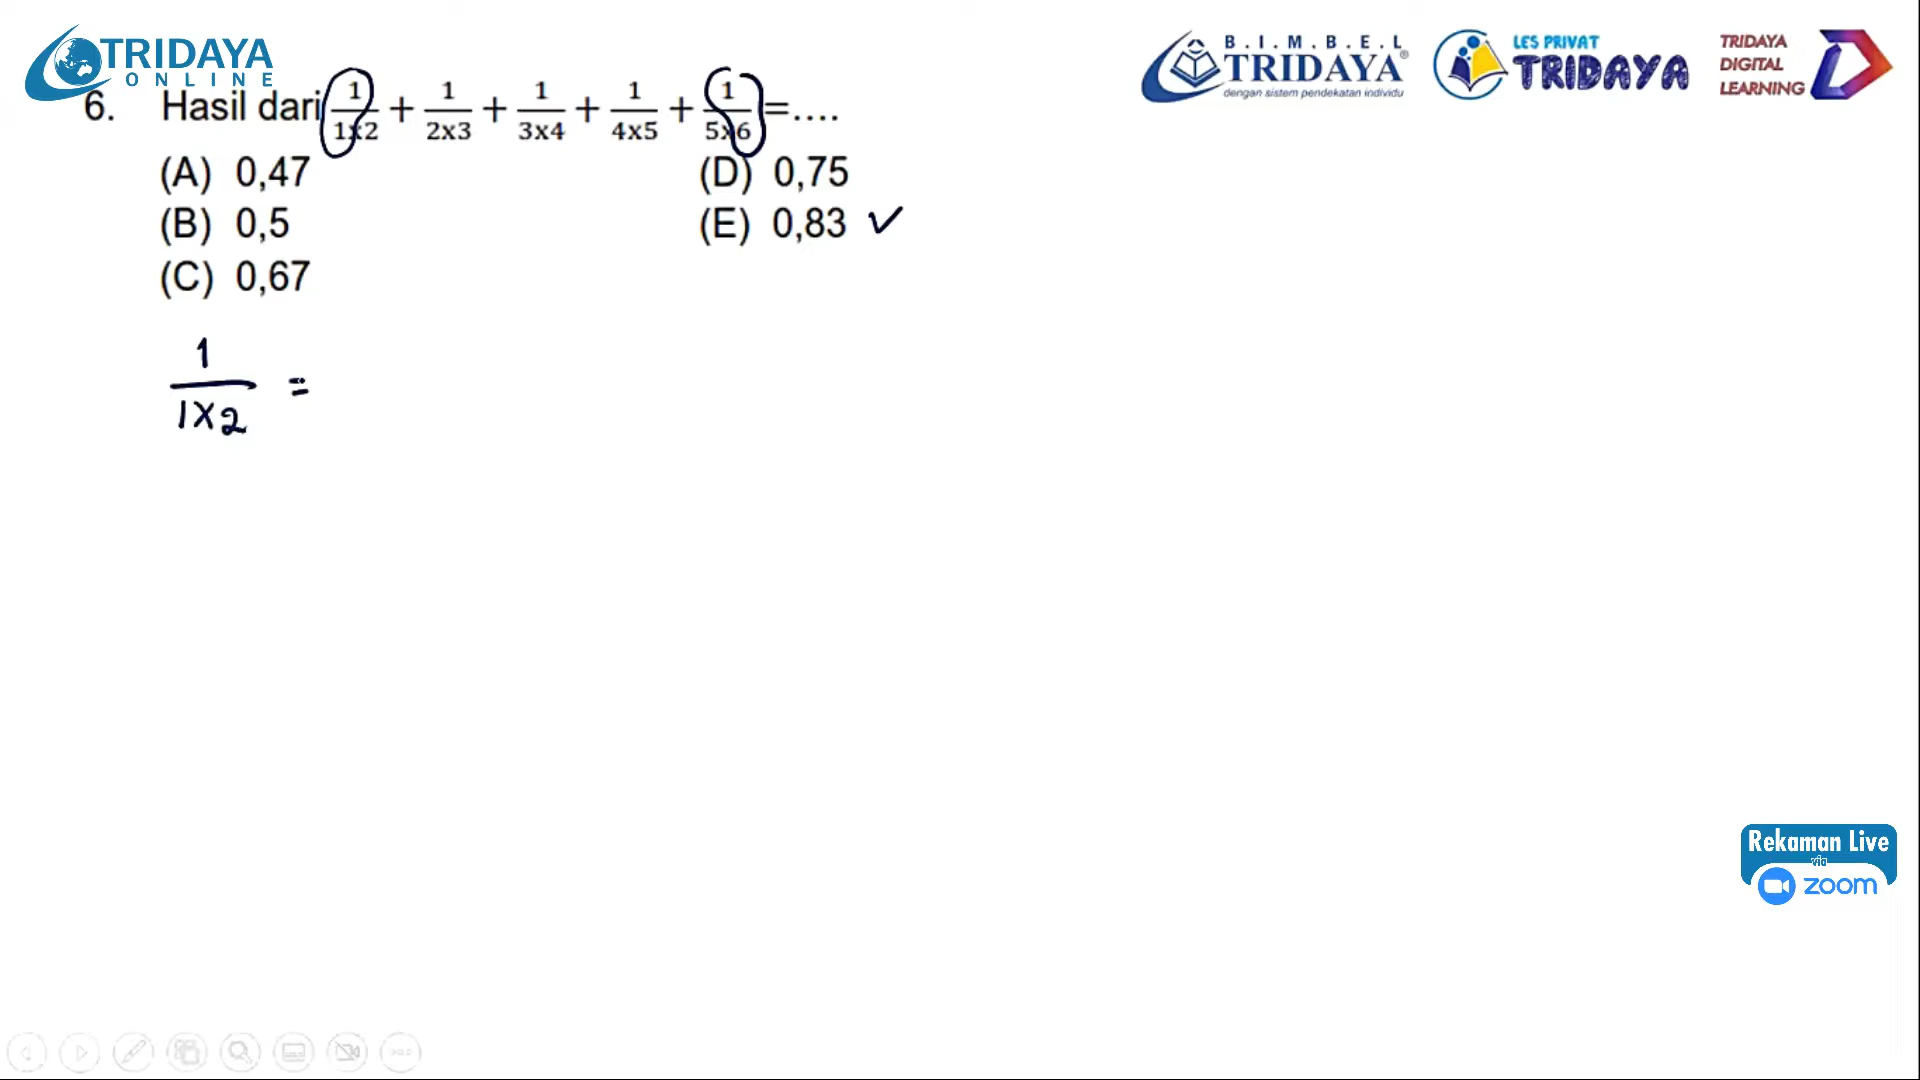 TRIDAYA
ONLINE
B.I.M.B.E.L
TRIDAYA®
dengan sistem pendekatan individu
LES PRIVAT
TRIDAYA
TRIDAYA
DIGITAL
LEARNING
6. Hasil dari 1/1x2 + 1/2x3 + 1/3x4 + 1/4x5 + 1/5x6 =....
(A) 0,47 (D) 0,75
(B) 0,5 (E) 0,83 ✓
(C) 0,67
1/1x2 =
Rekaman Live
via
zoom